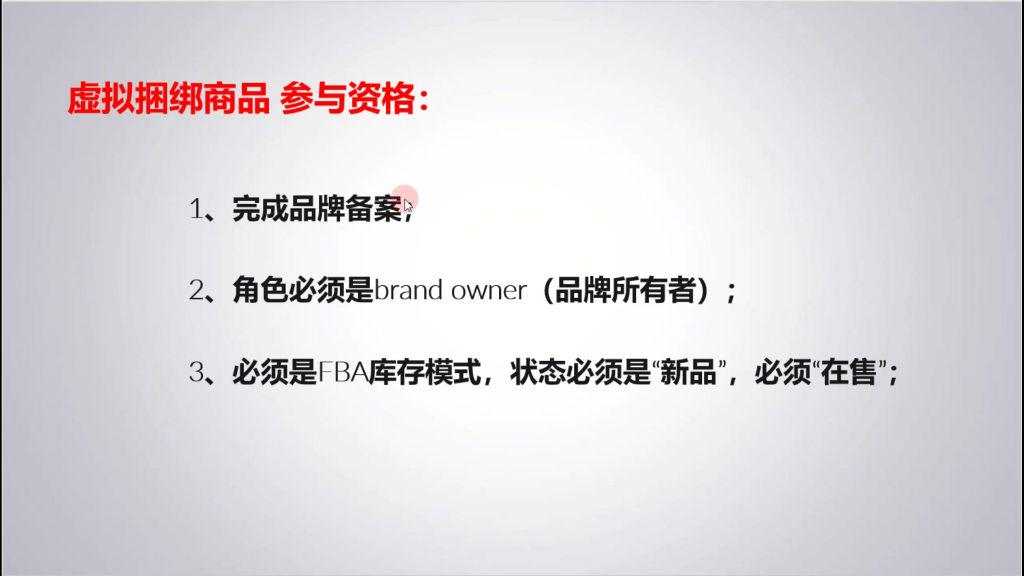 虚拟捆绑商品 参与资格：
1、完成品牌备案；
2、角色必须是brand owner（品牌所有者）；
3、必须是FBA库存模式，状态必须是“新品”，必须“在售”；